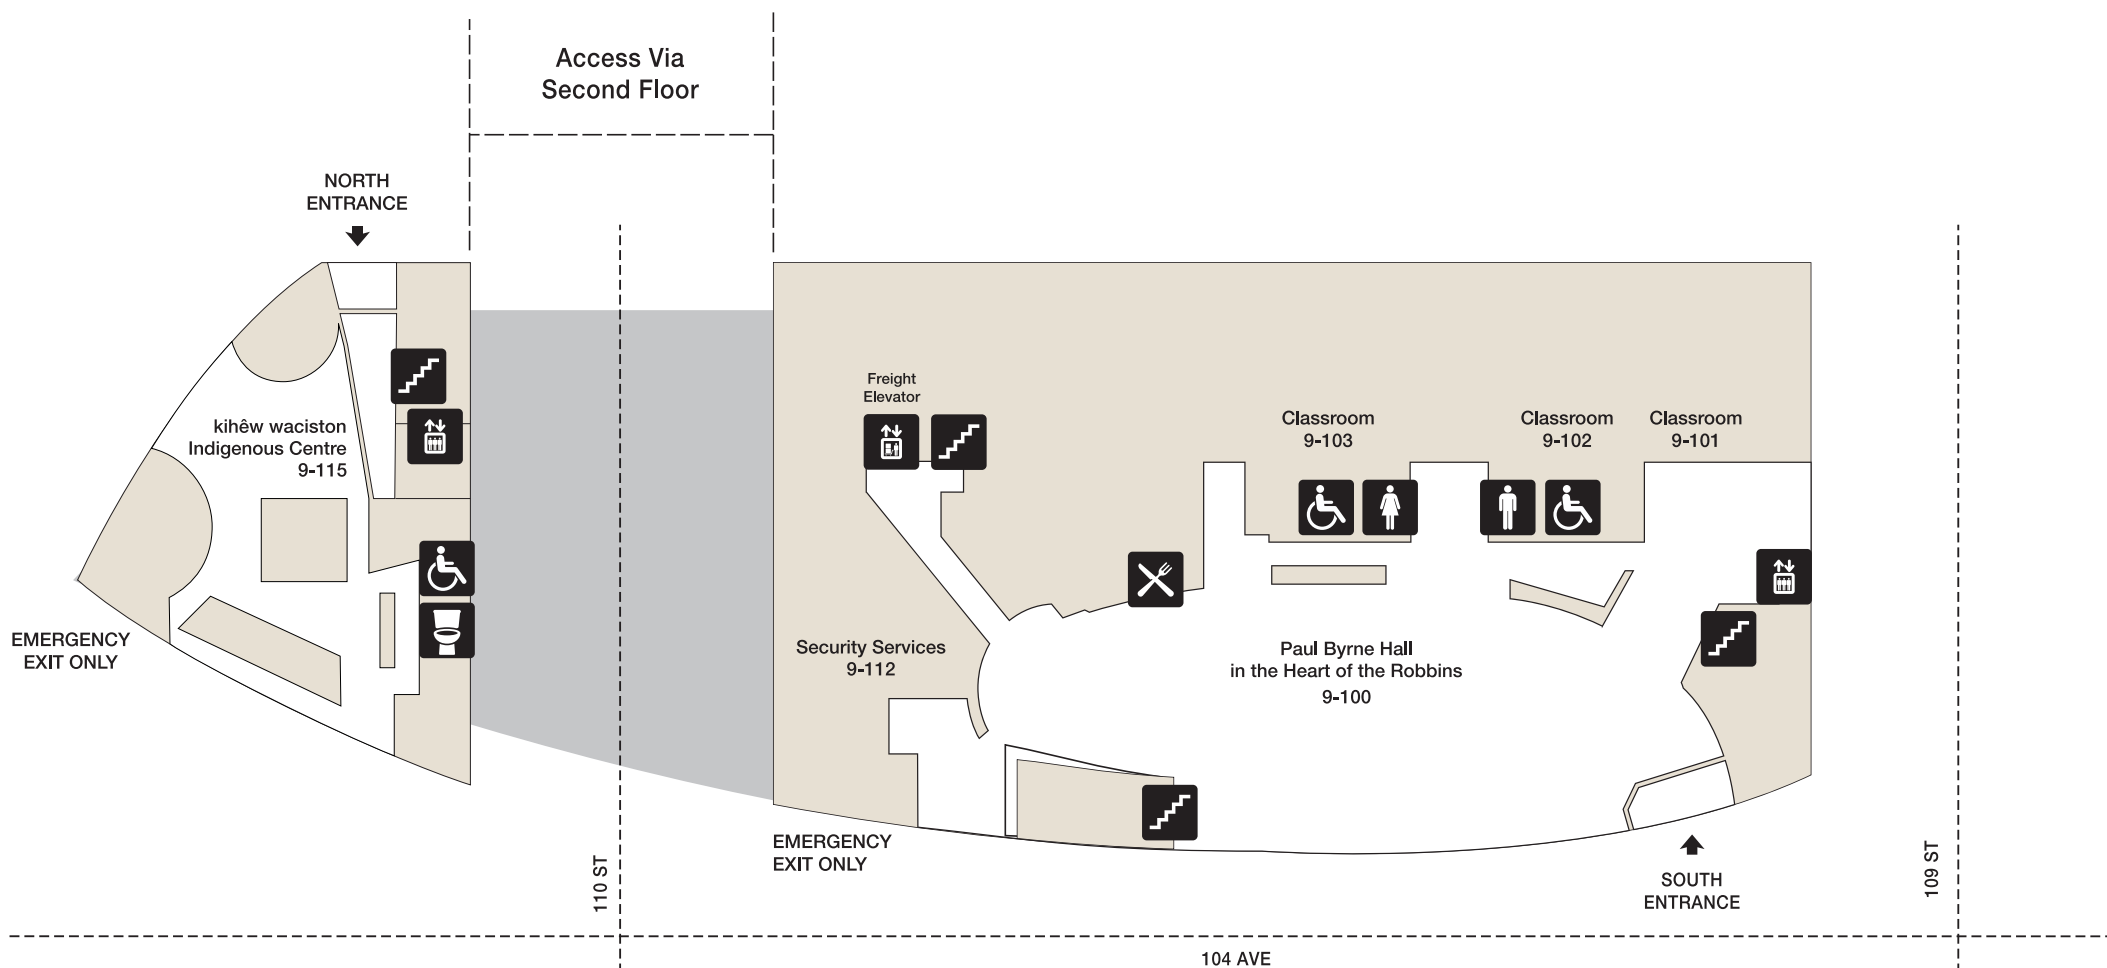 Access Via
Second Floor
NORTH
ENTRANCE
Freight
Elevator
kihêw waciston
Indigenous Centre
9-115
Classroom
9-103
Classroom
9-102
Classroom
9-101
EMERGENCY
EXIT ONLY
Security Services
9-112
Paul Byrne Hall
in the Heart of the Robbins
9-100
EMERGENCY
EXIT ONLY
110 ST
SOUTH
ENTRANCE
109 ST
104 AVE